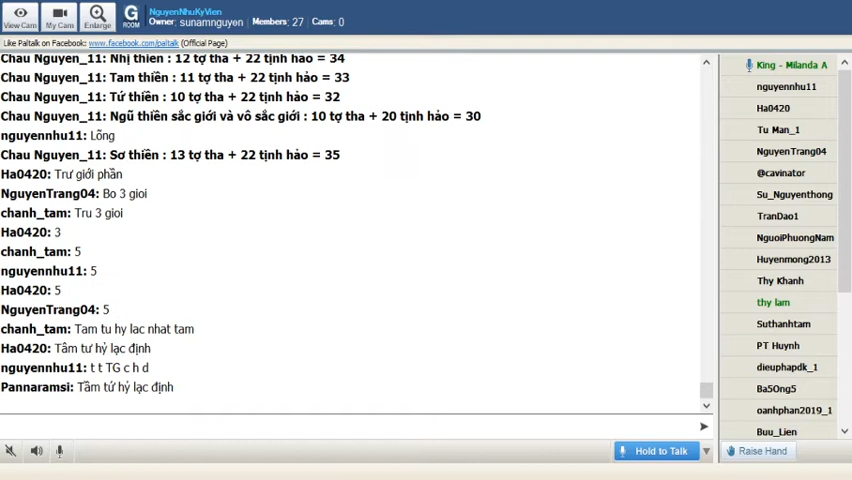 View Cam
My Cam
Enlarge
G
ROOM
NguyenNhuKyVien
Owner: sunamnguyen Members: 27 Cams: 0
Like Paltalk on Facebook: www.facebook.com/paltalk (Official Page)
Chau Nguyen_11: Nhị thiền : 12 tợ tha + 22 tịnh hảo = 34
Chau Nguyen_11: Tam thiền : 11 tợ tha + 22 tịnh hảo = 33
Chau Nguyen_11: Tứ thiền : 10 tợ tha + 22 tịnh hảo = 32
Chau Nguyen_11: Ngũ thiền sắc giới và vô sắc giới : 10 tợ tha + 20 tịnh hảo = 30
nguyennhu11: Lõng
Chau Nguyen_11: Sơ thiền : 13 tợ tha + 22 tịnh hảo = 35
Ha0420: Trư giới phần
NguyenTrang04: Bo 3 gioi
chanh_tam: Tru 3 gioi
Ha0420: 3
chanh_tam: 5
nguyennhu11: 5
Ha0420: 5
NguyenTrang04: 5
chanh_tam: Tam tu hy lac nhat tam
Ha0420: Tâm tư hỷ lạc định
nguyennhu11: t t TG c h d
Pannaramsi: Tầm tứ hỷ lạc định
Hold to Talk
King - Milanda A
nguyennhu11
Ha0420
Tu Man_1
NguyenTrang04
@cavinator
Su_Nguyenthong
TranDao1
NguoiPhuongNam
Huyenmong2013
Thy Khanh
thy lam
Suthanhtam
PT Huynh
dieuphapdk_1
Ba5Ong5
oanhphan2019_1
Buu_Lien
Raise Hand